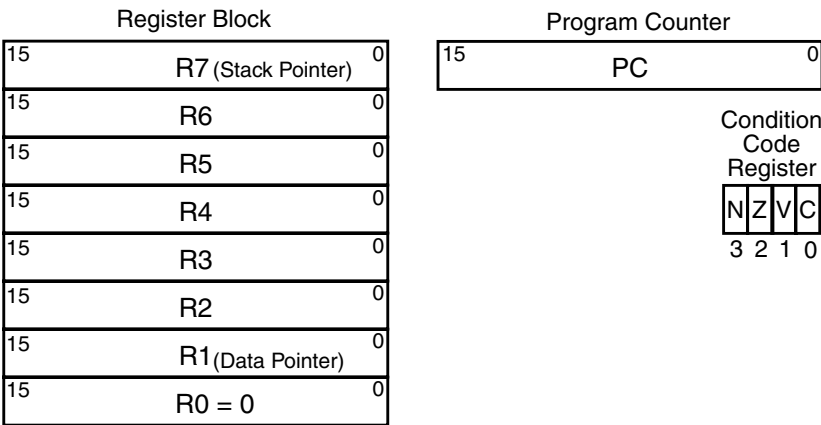 Register Block
15 R7 (Stack Pointer) 0
15 R6 0
15 R5 0
15 R4 0
15 R3 0
15 R2 0
15 R1 (Data Pointer) 0
15 R0 = 0 0
Program Counter
15 PC 0
Condition
Code
Register
N Z V C
3 2 1 0